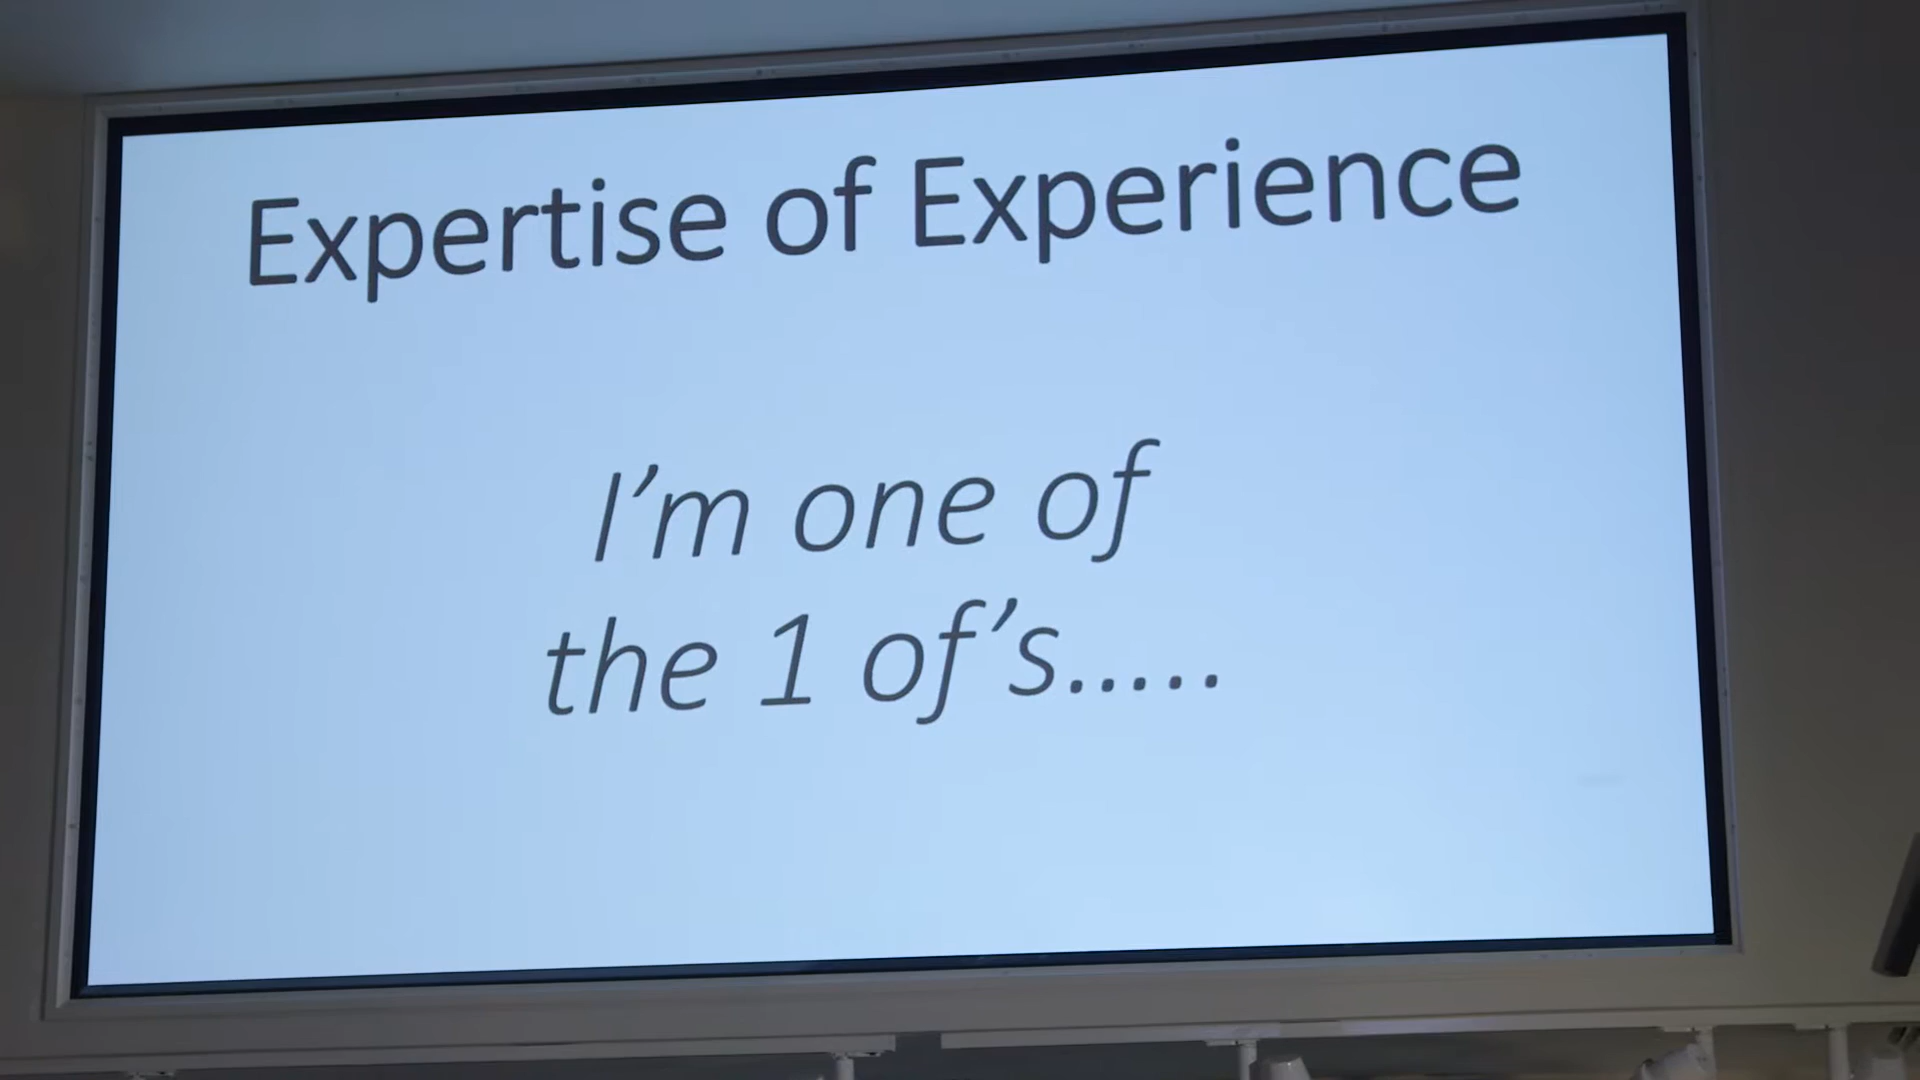 Expertise of Experience
I’m one of
the 1 of’s.....